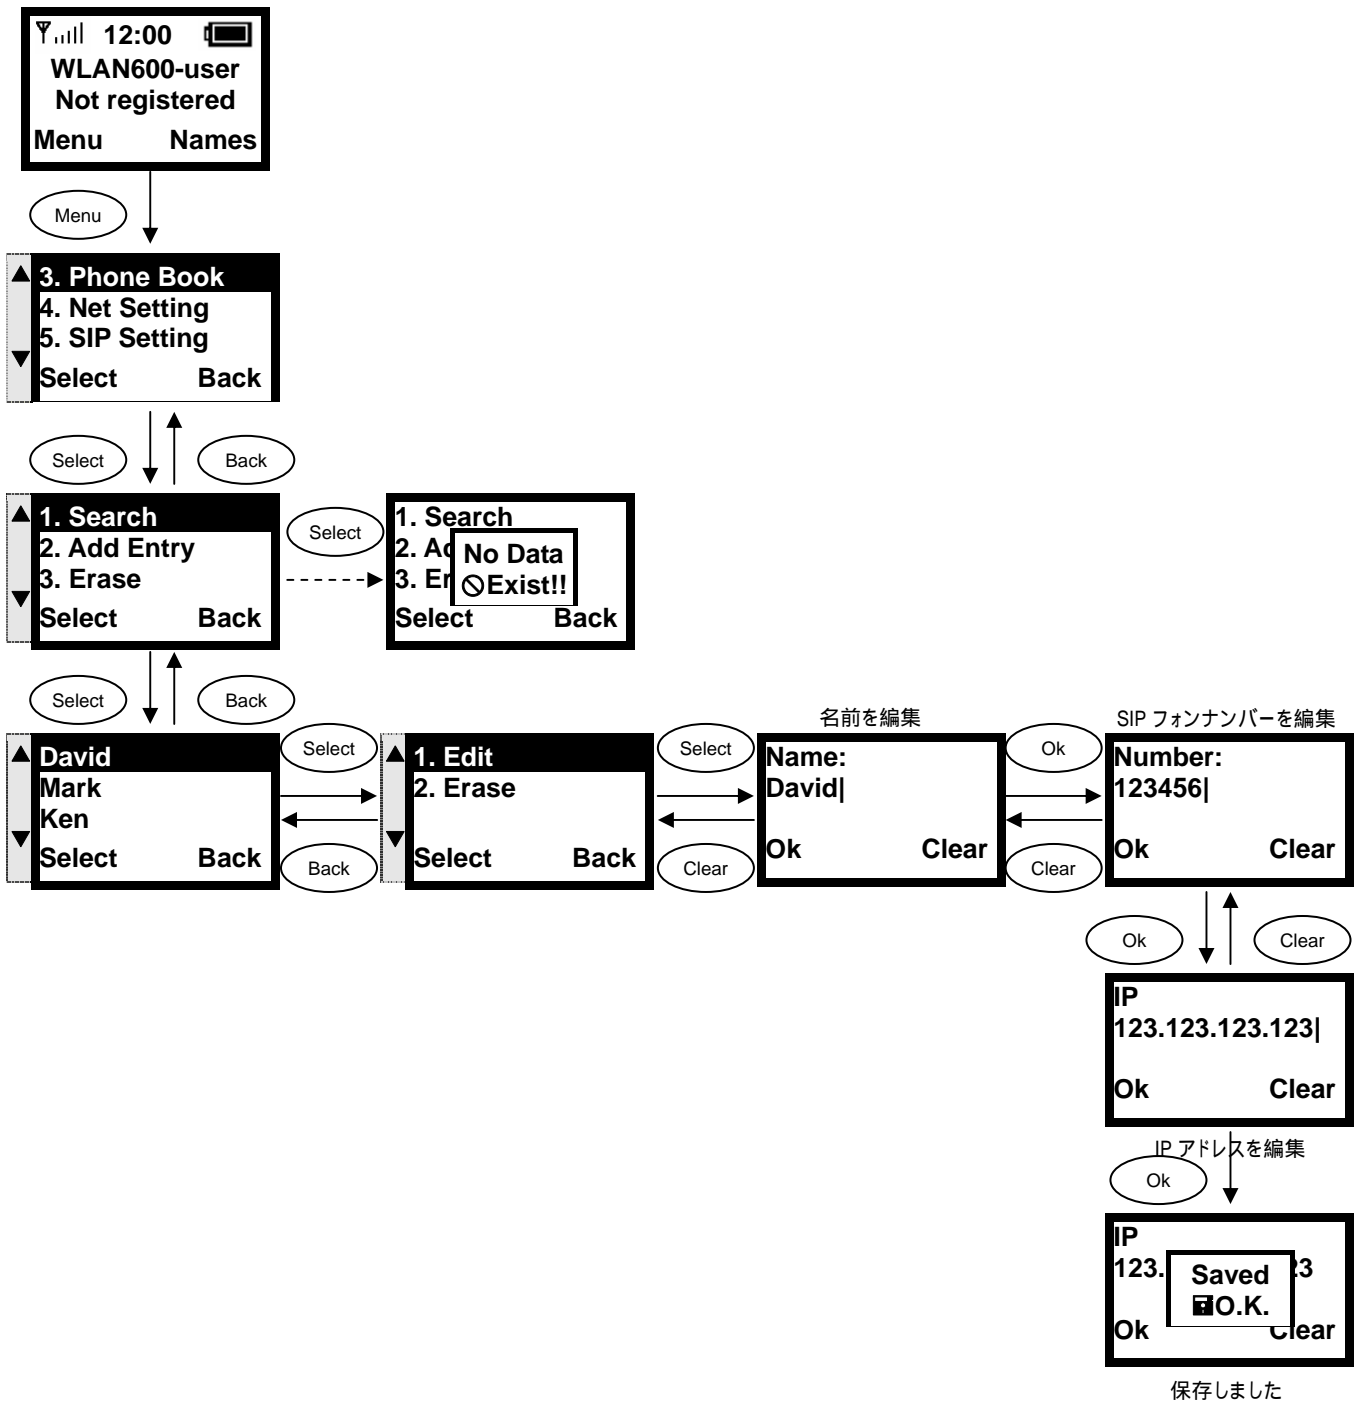 12:00
WLAN600-user
Not registered
Menu Names
Menu
3. Phone Book
4. Net Setting
5. SIP Setting
Select Back
Select Back
1. Search
2. Add Entry
3. Erase
Select Back
Select
1. Search
2. Ad
3. Er
No Data
Exist!!
Select Back
Select Back
David
Mark
Ken
Select Back
Select
Back
1. Edit
2. Erase
Select Back
Select
Clear
名前を編集
Name:
David|
Ok Clear
Ok
Clear
SIP フォンナンバーを編集
Number:
123456|
Ok Clear
Ok Clear
IP
123.123.123.123|
Ok Clear
IP アドレスを編集
Ok
IP
123. 23
Saved
O.K.
Ok Clear
保存しました